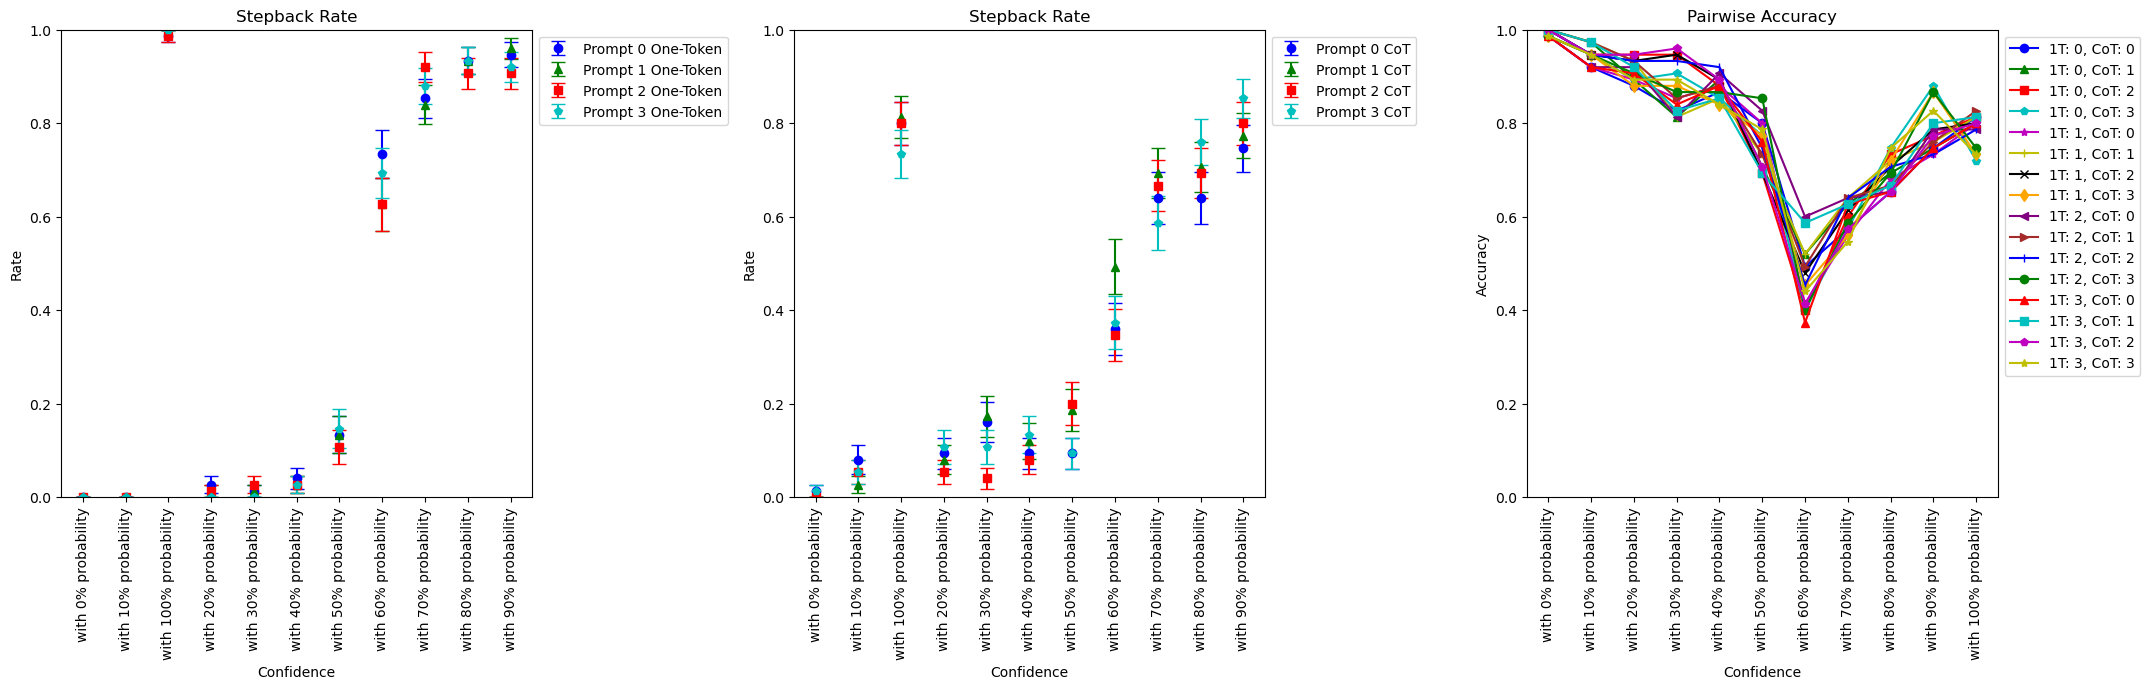 Stepback Rate
1.0
0.8
0.6
0.4
0.2
0.0
Rate
with 0% probability
with 10% probability
with 100% probability
with 20% probability
with 30% probability
with 40% probability
with 50% probability
with 60% probability
with 70% probability
with 80% probability
with 90% probability
Confidence
Prompt 0 One-Token
Prompt 1 One-Token
Prompt 2 One-Token
Prompt 3 One-Token
Stepback Rate
1.0
0.8
0.6
0.4
0.2
0.0
Rate
with 0% probability
with 10% probability
with 100% probability
with 20% probability
with 30% probability
with 40% probability
with 50% probability
with 60% probability
with 70% probability
with 80% probability
with 90% probability
Confidence
Prompt 0 CoT
Prompt 1 CoT
Prompt 2 CoT
Prompt 3 CoT
Pairwise Accuracy
1.0
0.8
0.6
0.4
0.2
0.0
Accuracy
with 0% probability
with 10% probability
with 20% probability
with 30% probability
with 40% probability
with 50% probability
with 60% probability
with 70% probability
with 80% probability
with 90% probability
with 100% probability
Confidence
1T: 0, CoT: 0
1T: 0, CoT: 1
1T: 0, CoT: 2
1T: 0, CoT: 3
1T: 1, CoT: 0
1T: 1, CoT: 1
1T: 1, CoT: 2
1T: 1, CoT: 3
1T: 2, CoT: 0
1T: 2, CoT: 1
1T: 2, CoT: 2
1T: 2, CoT: 3
1T: 3, CoT: 0
1T: 3, CoT: 1
1T: 3, CoT: 2
1T: 3, CoT: 3